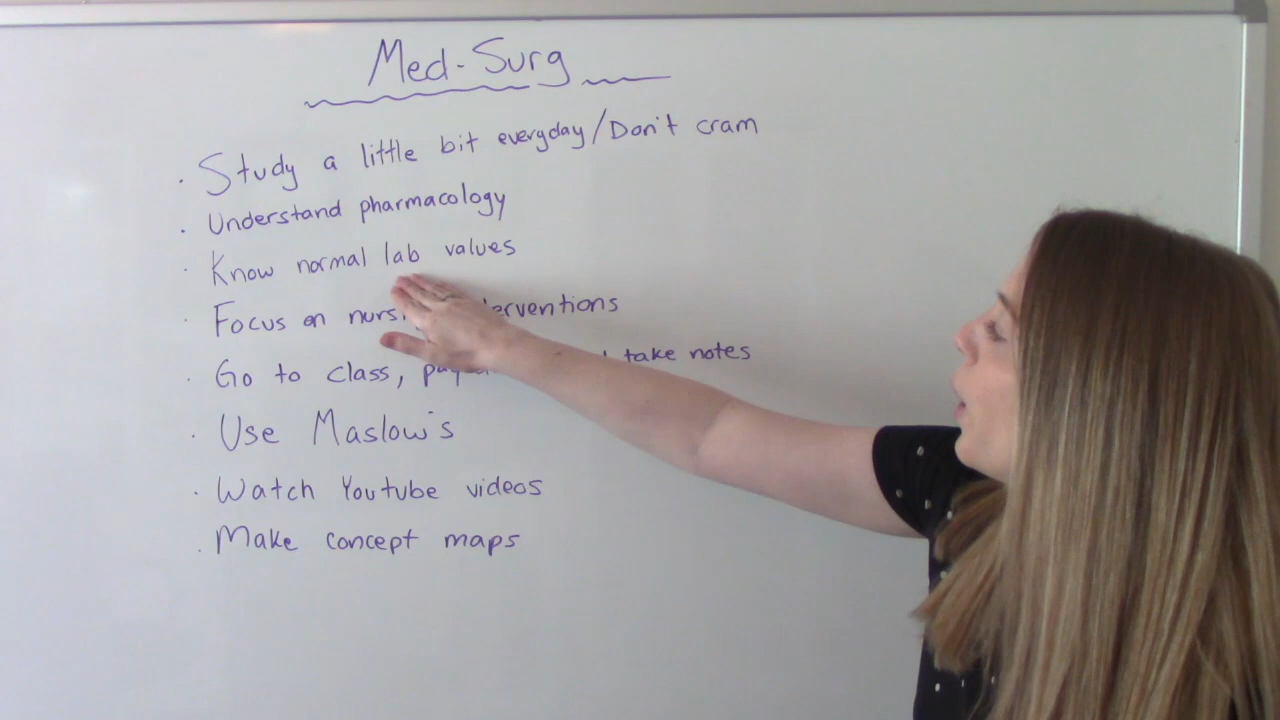 Med-Surg
. Study a little bit everyday/Don't cram
. Understand pharmacology
. Know normal lab values
. Focus on
. Go to class, take notes
. Use Maslow's
. Watch Youtube videos
. Make concept maps